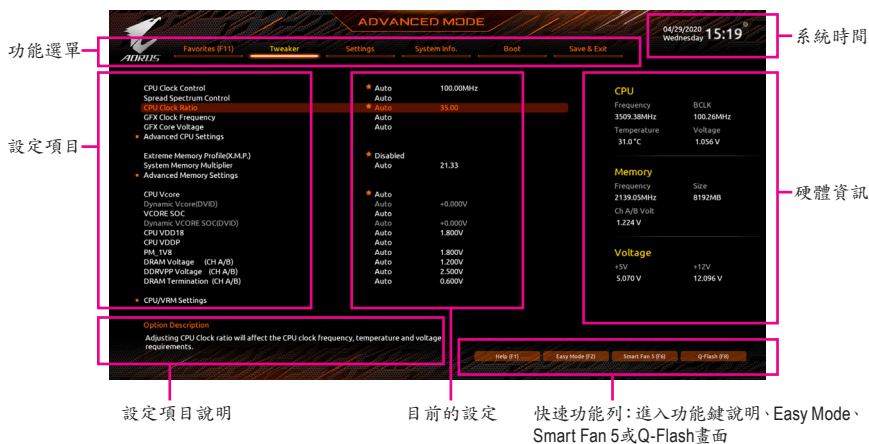 ADVANCED MODE
04/29/2020 Wednesday 15:19
系統時間
功能選單
AORUS
Favorites (F11) Tweaker Settings System Info. Boot Save & Exit
設定項目
CPU Clock Control ★ Auto 100.00MHz
Spread Spectrum Control Auto
CPU Clock Ratio ★ Auto 35.00
GFX Clock Frequency Auto
GFX Core Voltage Auto
Advanced CPU Settings
Extreme Memory Profile(X.M.P.) ★ Disabled
System Memory Multiplier Auto 21.33
Advanced Memory Settings
CPU Vcore ★ Auto
Dynamic Vcore(DVID) Auto +0.000V
VCORE SOC Auto
Dynamic VCORE SOC(DVID) Auto +0.000V
CPU VDD18 Auto 1.800V
CPU VDDP Auto
PM_1V8 Auto 1.800V
DRAM Voltage (CH A/B) Auto 1.200V
DDRVPP Voltage (CH A/B) Auto 2.500V
DRAM Termination (CH A/B) Auto 0.600V
CPU/VRM Settings
CPU
Frequency BCLK
3509.38MHz 100.26MHz
Temperature Voltage
31.0 °C 1.056 V
Memory
Frequency Size
2139.05MHz 8192MB
Ch A/B Volt
1.224 V
Voltage
+5V +12V
5.070 V 12.096 V
硬體資訊
Option Description
Adjusting CPU Clock ratio will affect the CPU clock frequency, temperature and voltage
requirements.
Help (F1) Easy Mode (F2) Smart Fan 5 (F6) Q-Flash (F8)
設定項目說明
目前的設定
快速功能列：進入功能鍵說明、Easy Mode、
Smart Fan 5或Q-Flash畫面